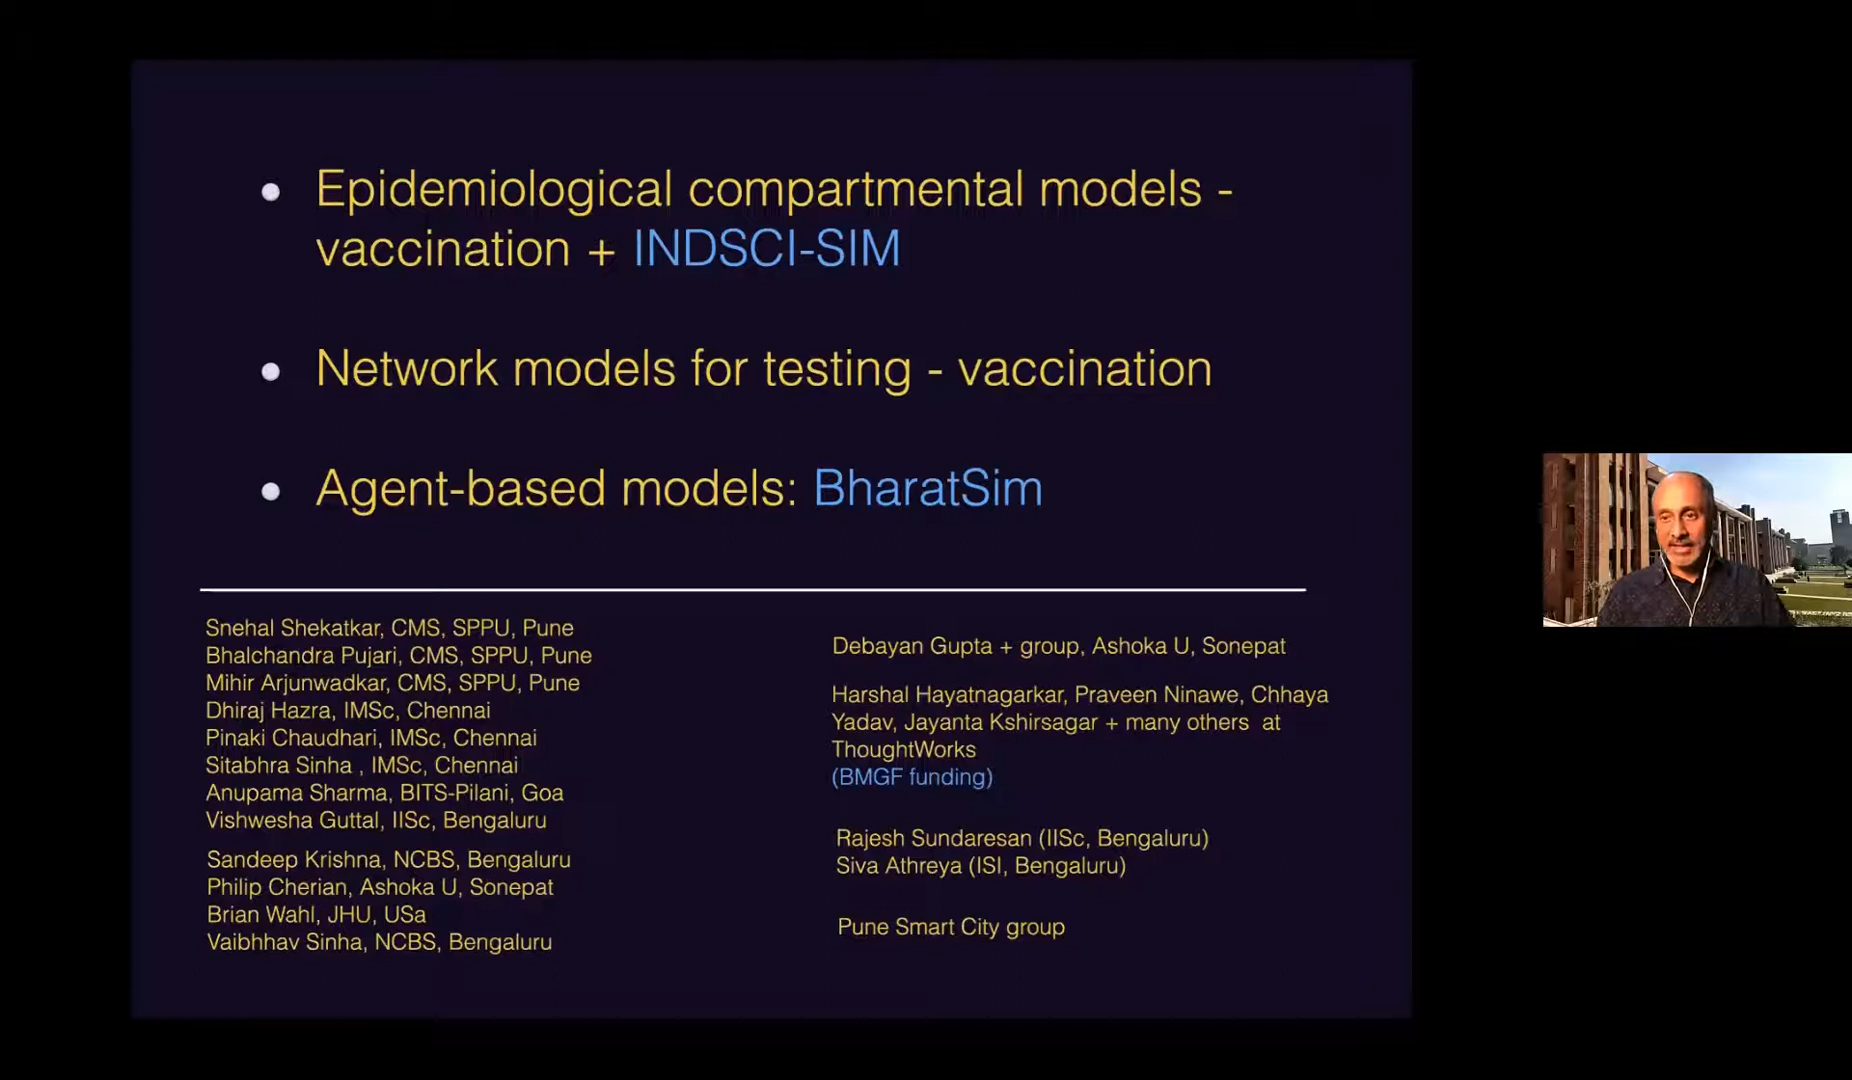 Epidemiological compartmental models -
vaccination + INDSCI-SIM
Network models for testing - vaccination
Agent-based models: BharatSim
Snehal Shekatkar, CMS, SPPU, Pune
Bhalchandra Pujari, CMS, SPPU, Pune
Mihir Arjunwadkar, CMS, SPPU, Pune
Dhiraj Hazra, IMSc, Chennai
Pinaki Chaudhari, IMSc, Chennai
Sitabhra Sinha , IMSc, Chennai
Anupama Sharma, BITS-Pilani, Goa
Vishwesha Guttal, IISc, Bengaluru
Sandeep Krishna, NCBS, Bengaluru
Philip Cherian, Ashoka U, Sonepat
Brian Wahl, JHU, USa
Vaibhhav Sinha, NCBS, Bengaluru
Debayan Gupta + group, Ashoka U, Sonepat
Harshal Hayatnagarkar, Praveen Ninawe, Chhaya
Yadav, Jayanta Kshirsagar + many others at
ThoughtWorks
(BMGF funding)
Rajesh Sundaresan (IISc, Bengaluru)
Siva Athreya (ISI, Bengaluru)
Pune Smart City group